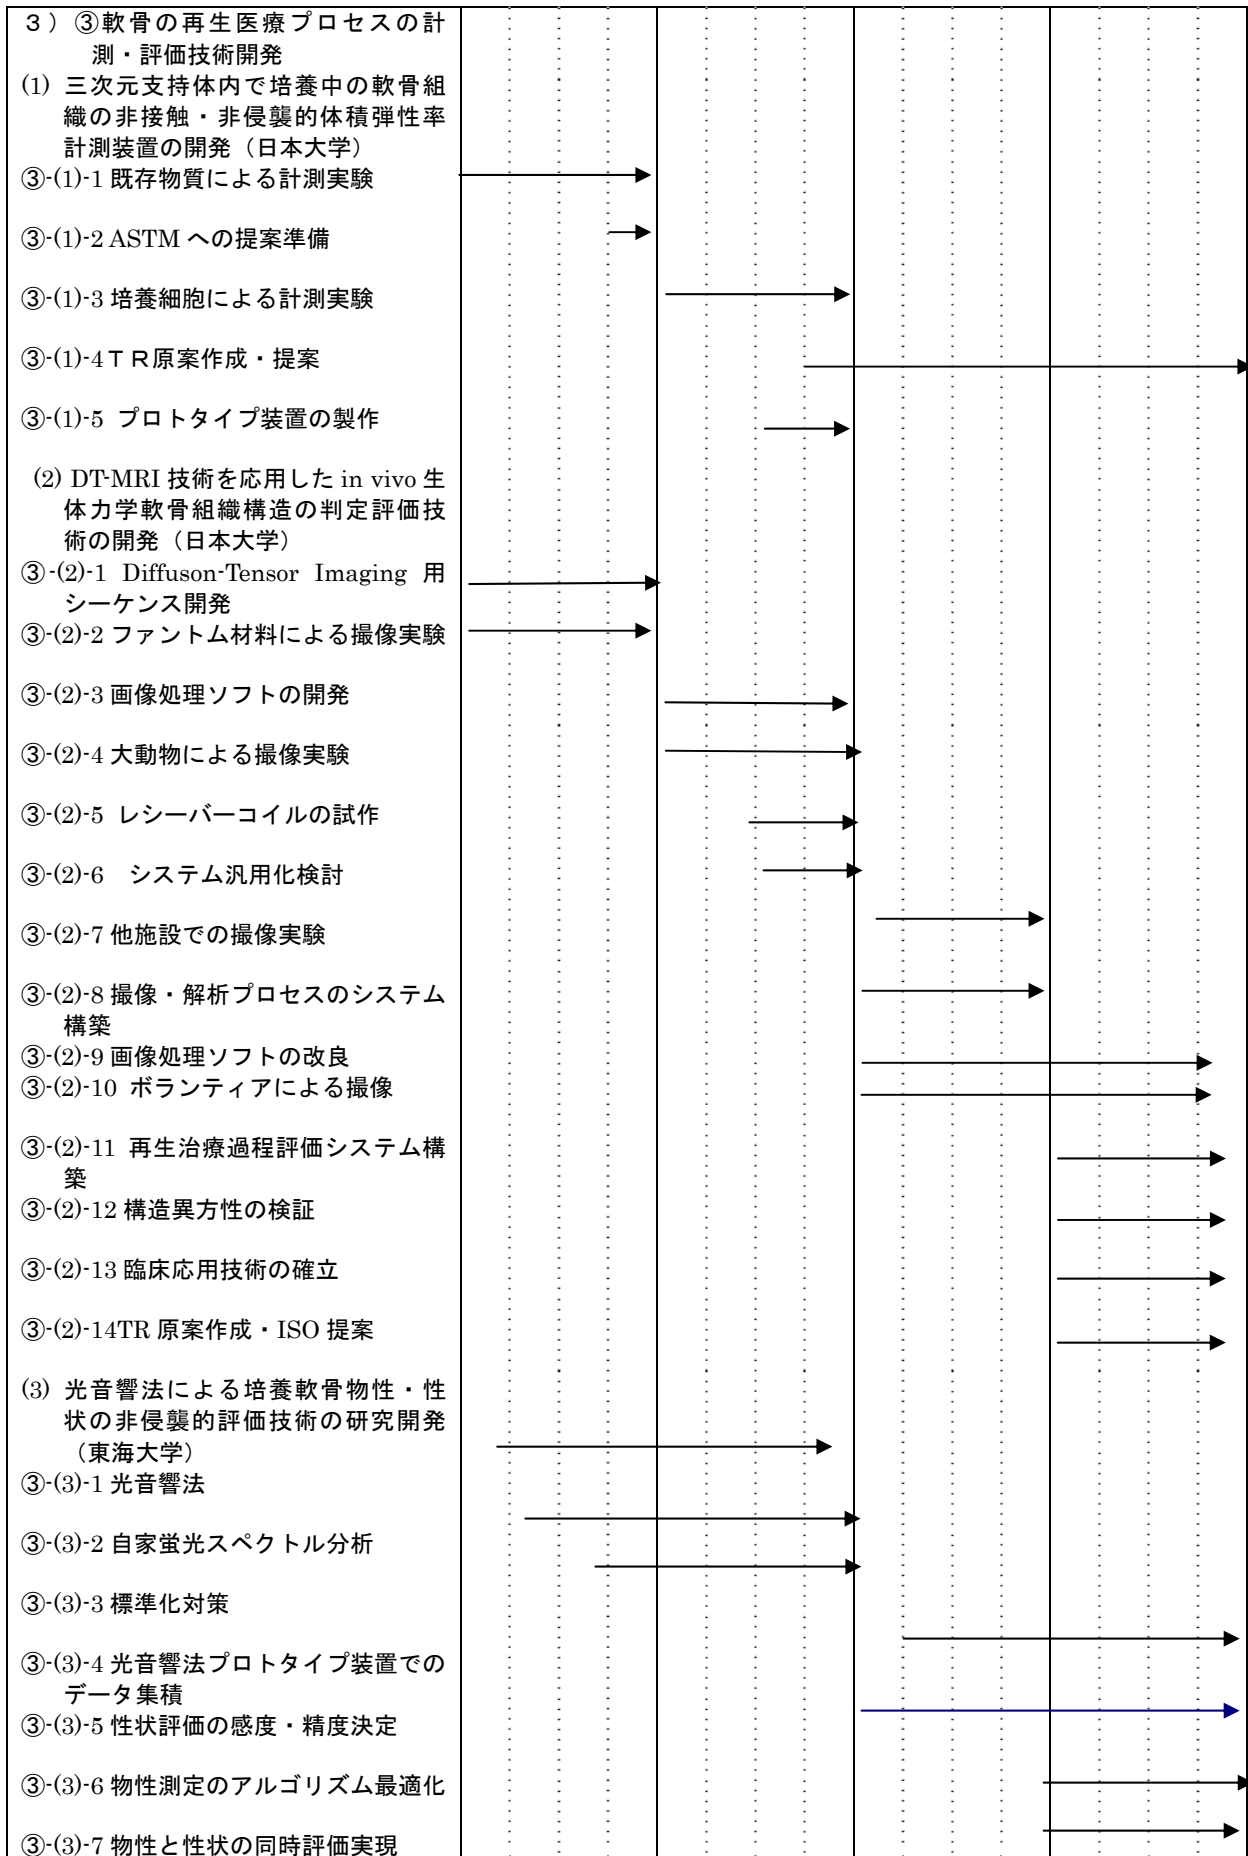 ３）③軟骨の再生医療プロセスの計
測・評価技術開発
(1) 三次元支持体内で培養中の軟骨組
織の非接触・非侵襲的体積弾性率
計測装置の開発（日本大学）
③-(1)-1 既存物質による計測実験
③-(1)-2 ASTM への提案準備
③-(1)-3 培養細胞による計測実験
③-(1)-4ＴＲ原案作成・提案
③-(1)-5 プロトタイプ装置の製作
(2) DT-MRI 技術を応用した in vivo 生
体力学軟骨組織構造の判定評価技
術の開発（日本大学）
③-(2)-1 Diffuson-Tensor Imaging 用
シーケンス開発
③-(2)-2 ファントム材料による撮像実験
③-(2)-3 画像処理ソフトの開発
③-(2)-4 大動物による撮像実験
③-(2)-5 レシーバーコイルの試作
③-(2)-6　システム汎用化検討
③-(2)-7 他施設での撮像実験
③-(2)-8 撮像・解析プロセスのシステム
構築
③-(2)-9 画像処理ソフトの改良
③-(2)-10 ボランティアによる撮像
③-(2)-11 再生治療過程評価システム構
築
③-(2)-12 構造異方性の検証
③-(2)-13 臨床応用技術の確立
③-(2)-14TR 原案作成・ISO 提案
(3) 光音響法による培養軟骨物性・性
状の非侵襲的評価技術の研究開発
（東海大学）
③-(3)-1 光音響法
③-(3)-2 自家蛍光スペクトル分析
③-(3)-3 標準化対策
③-(3)-4 光音響法プロトタイプ装置での
データ集積
③-(3)-5 性状評価の感度・精度決定
③-(3)-6 物性測定のアルゴリズム最適化
③-(3)-7 物性と性状の同時評価実現